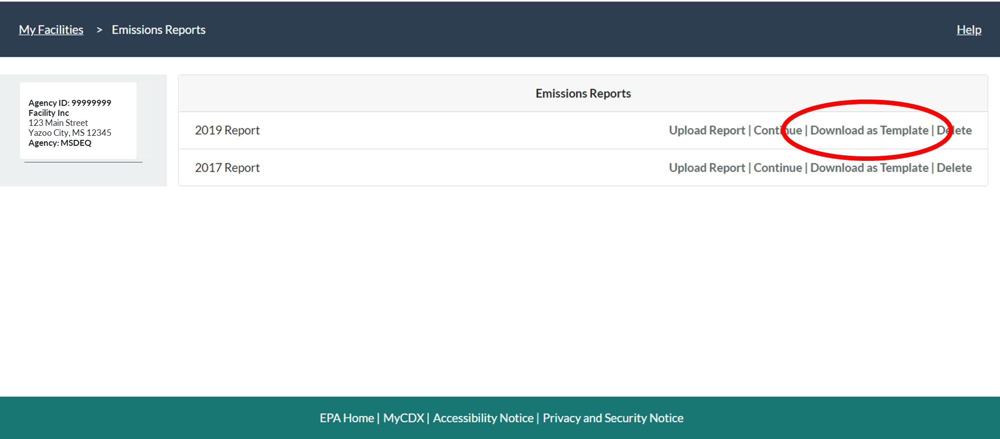 My Facilities > Emissions Reports
Help
Agency ID: 99999999
Facility Inc
123 Main Street
Yazoo City, MS 12345
Agency: MSDEQ
Emissions Reports
2019 Report
Upload Report | Continue | Download as Template | Delete
2017 Report
Upload Report | Continue | Download as Template | Delete
EPA Home | MyCDX | Accessibility Notice | Privacy and Security Notice